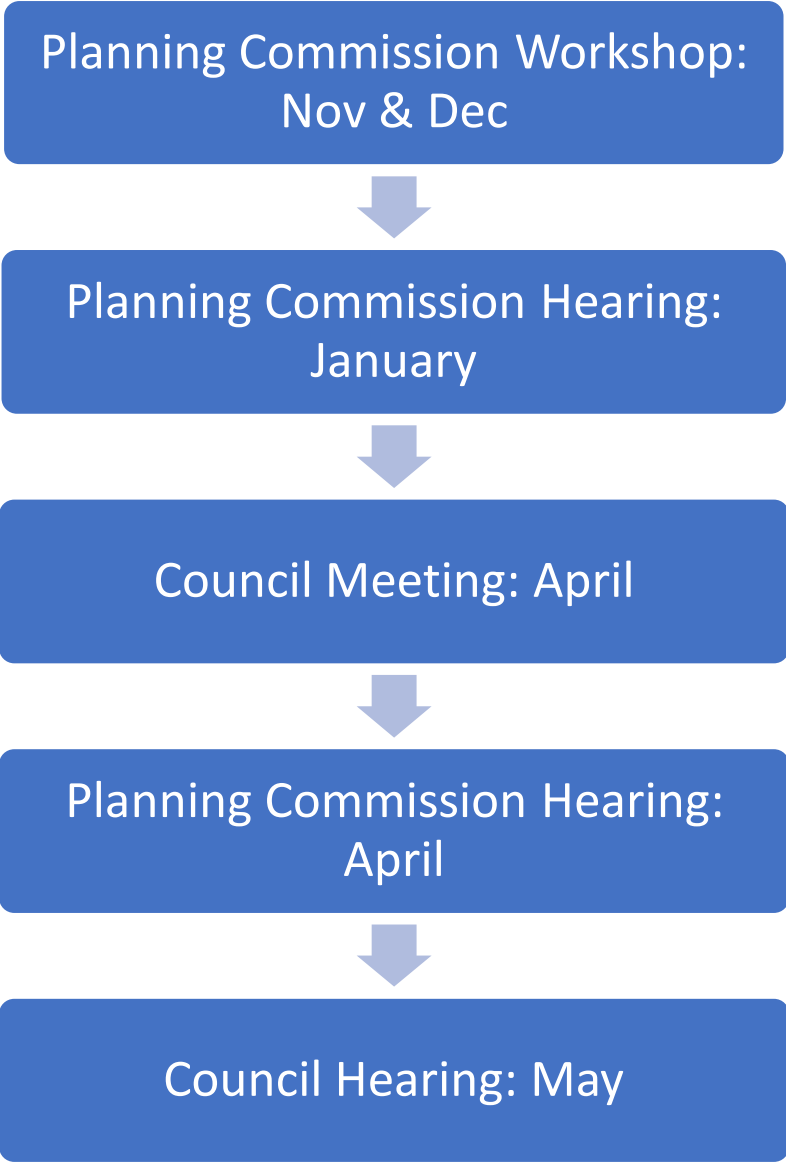 Planning Commission Workshop:
Nov & Dec
Planning Commission Hearing:
January
Council Meeting: April
Planning Commission Hearing:
April
Council Hearing: May